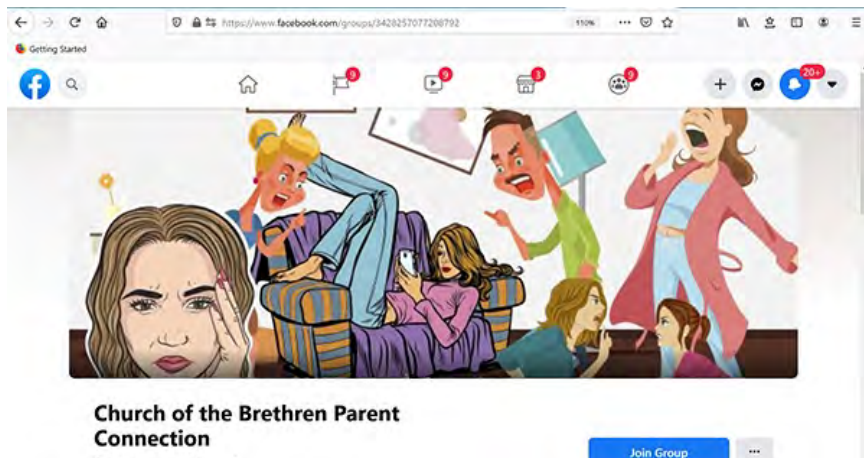 https://www.facebook.com/groups/3428257077208792
110%
Getting Started
9
9
3
9
20+
Church of the Brethren Parent
Connection
Join Group